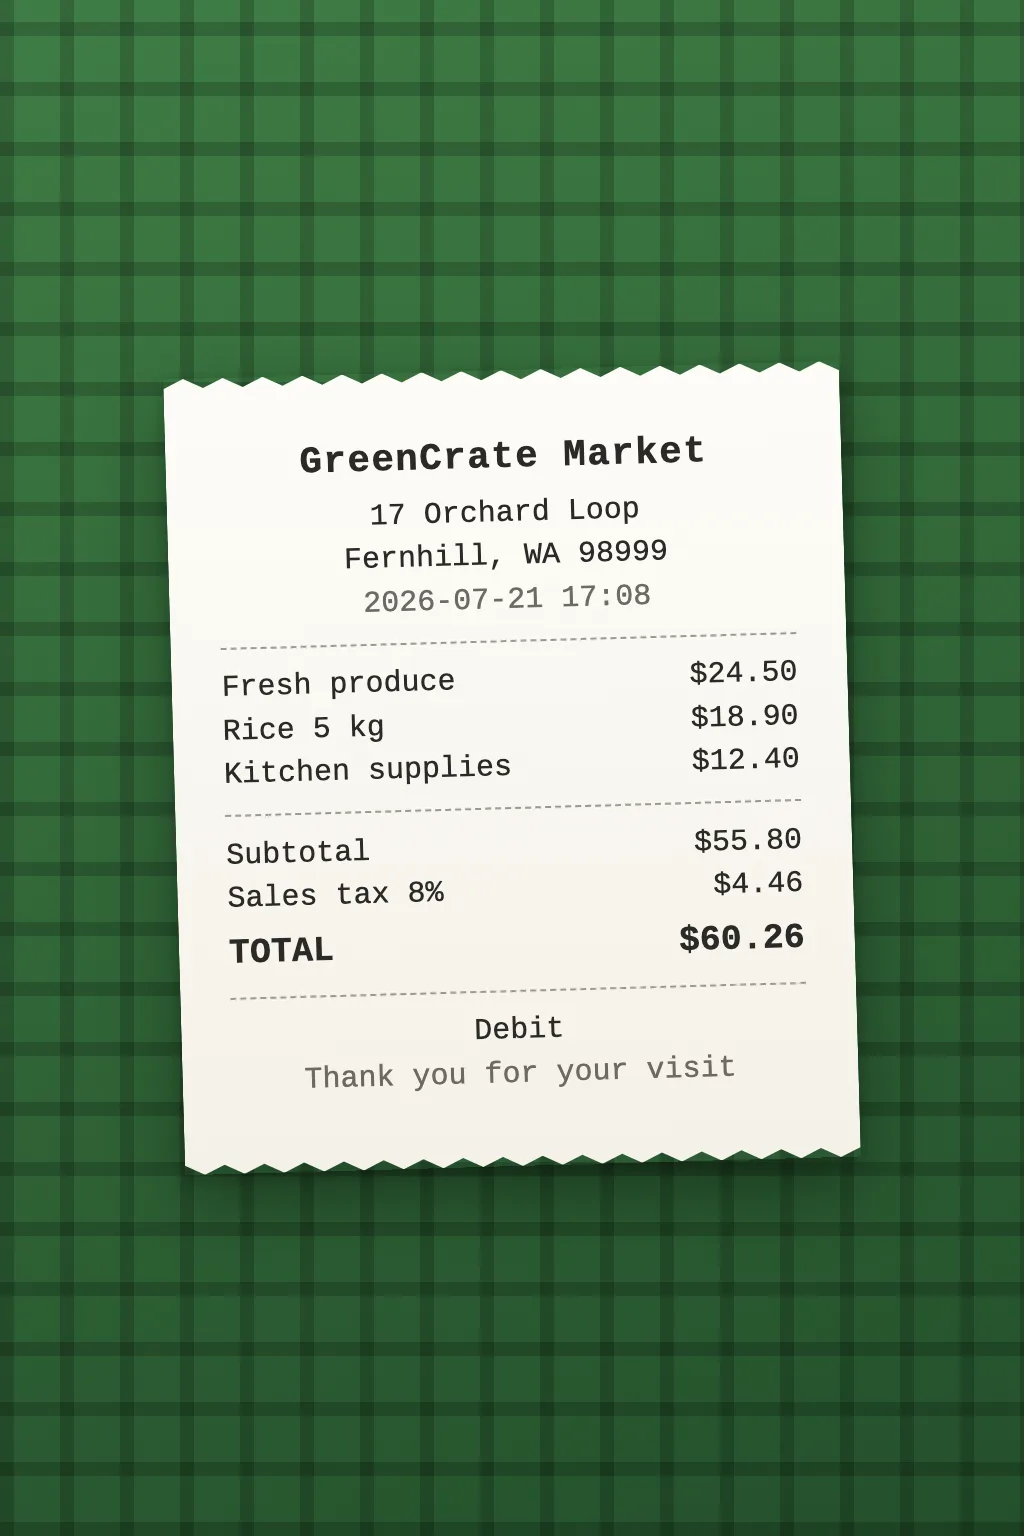 GreenCrate Market
17 Orchard Loop
Fernhill, WA 98999
2026-07-21 17:08
Fresh produce $24.50
Rice 5 kg $18.90
Kitchen supplies $12.40
Subtotal $55.80
Sales tax 8% $4.46
TOTAL $60.26
Debit
Thank you for your visit